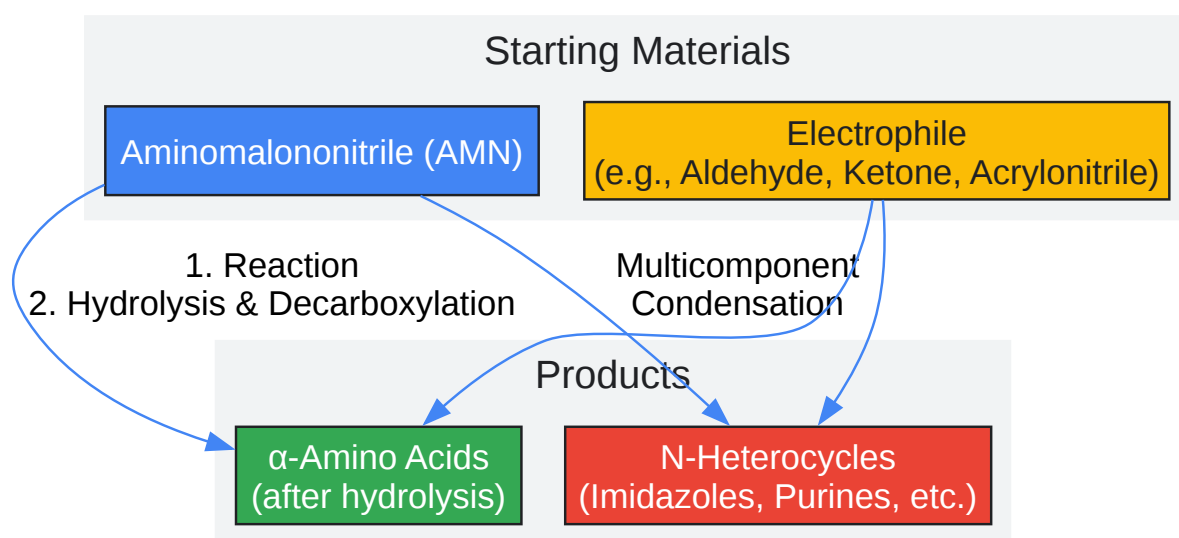 Starting Materials
Aminomalononitrile (AMN)
Electrophile
(e.g., Aldehyde, Ketone, Acrylonitrile)
1. Reaction
2. Hydrolysis & Decarboxylation
Multicomponent
Condensation
Products
α-Amino Acids
(after hydrolysis)
N-Heterocycles
(Imidazoles, Purines, etc.)